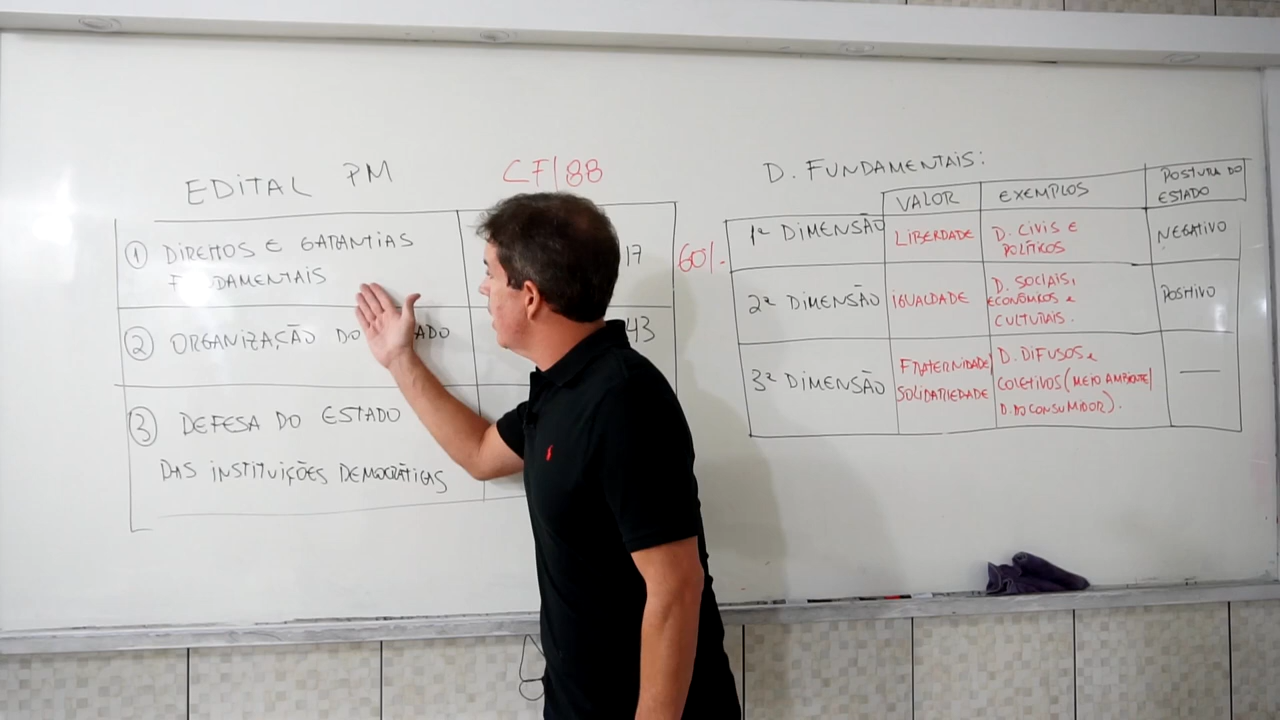 EDITAL PM
CF/88
① DIREITOS E GARANTIAS
17
60%.
② ORGANIZAÇÃO DO
43
③ DEFESA DO ESTADO
DAS INSTITUIÇÕES DEMOCRÁTICAS
D. FUNDAMENTAIS:
VALOR
EXEMPLOS
POSTURA DO
ESTADO
1ª DIMENSÃO
LIBERDADE
D. CIVIS E
POLÍTICOS
NEGATIVO
2ª DIMENSÃO
IGUALDADE
D. SOCIAIS,
ECONÔMICOS E
CULTURAIS.
POSITIVO
3ª DIMENSÃO
FRATERNIDADE/
SOLIDARIEDADE
D. DIFUSOS E
COLETIVOS (MEIO AMBIENTE/
D. DO CONSUMIDOR).
—